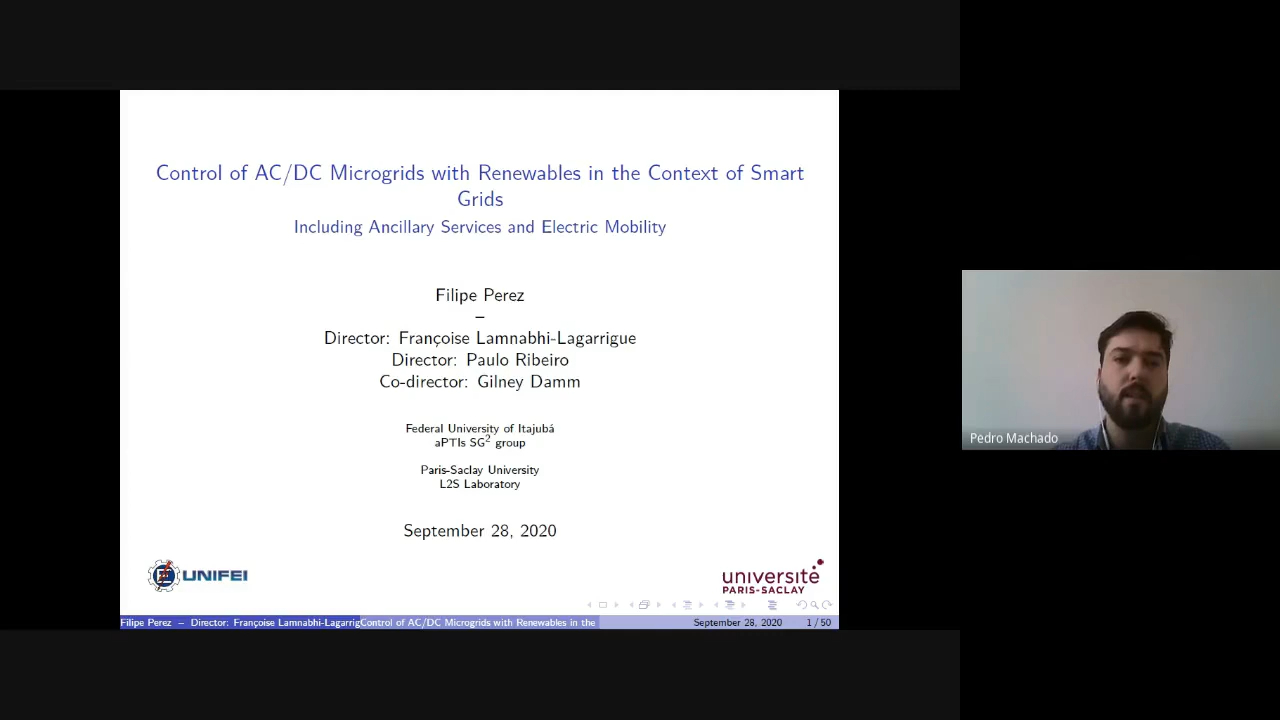 Control of AC/DC Microgrids with Renewables in the Context of Smart
Grids
Including Ancillary Services and Electric Mobility
Filipe Perez
–
Director: Françoise Lamnabhi-Lagarrigue
Director: Paulo Ribeiro
Co-director: Gilney Damm
Federal University of Itajubá
aPTIs SG² group
Paris-Saclay University
L2S Laboratory
September 28, 2020
UNIFEI
université
PARIS-SACLAY
Filipe Perez – Director: Françoise Lamnabhi-Lagarrig
Control of AC/DC Microgrids with Renewables in the
September 28, 2020
1 / 50
Pedro Machado